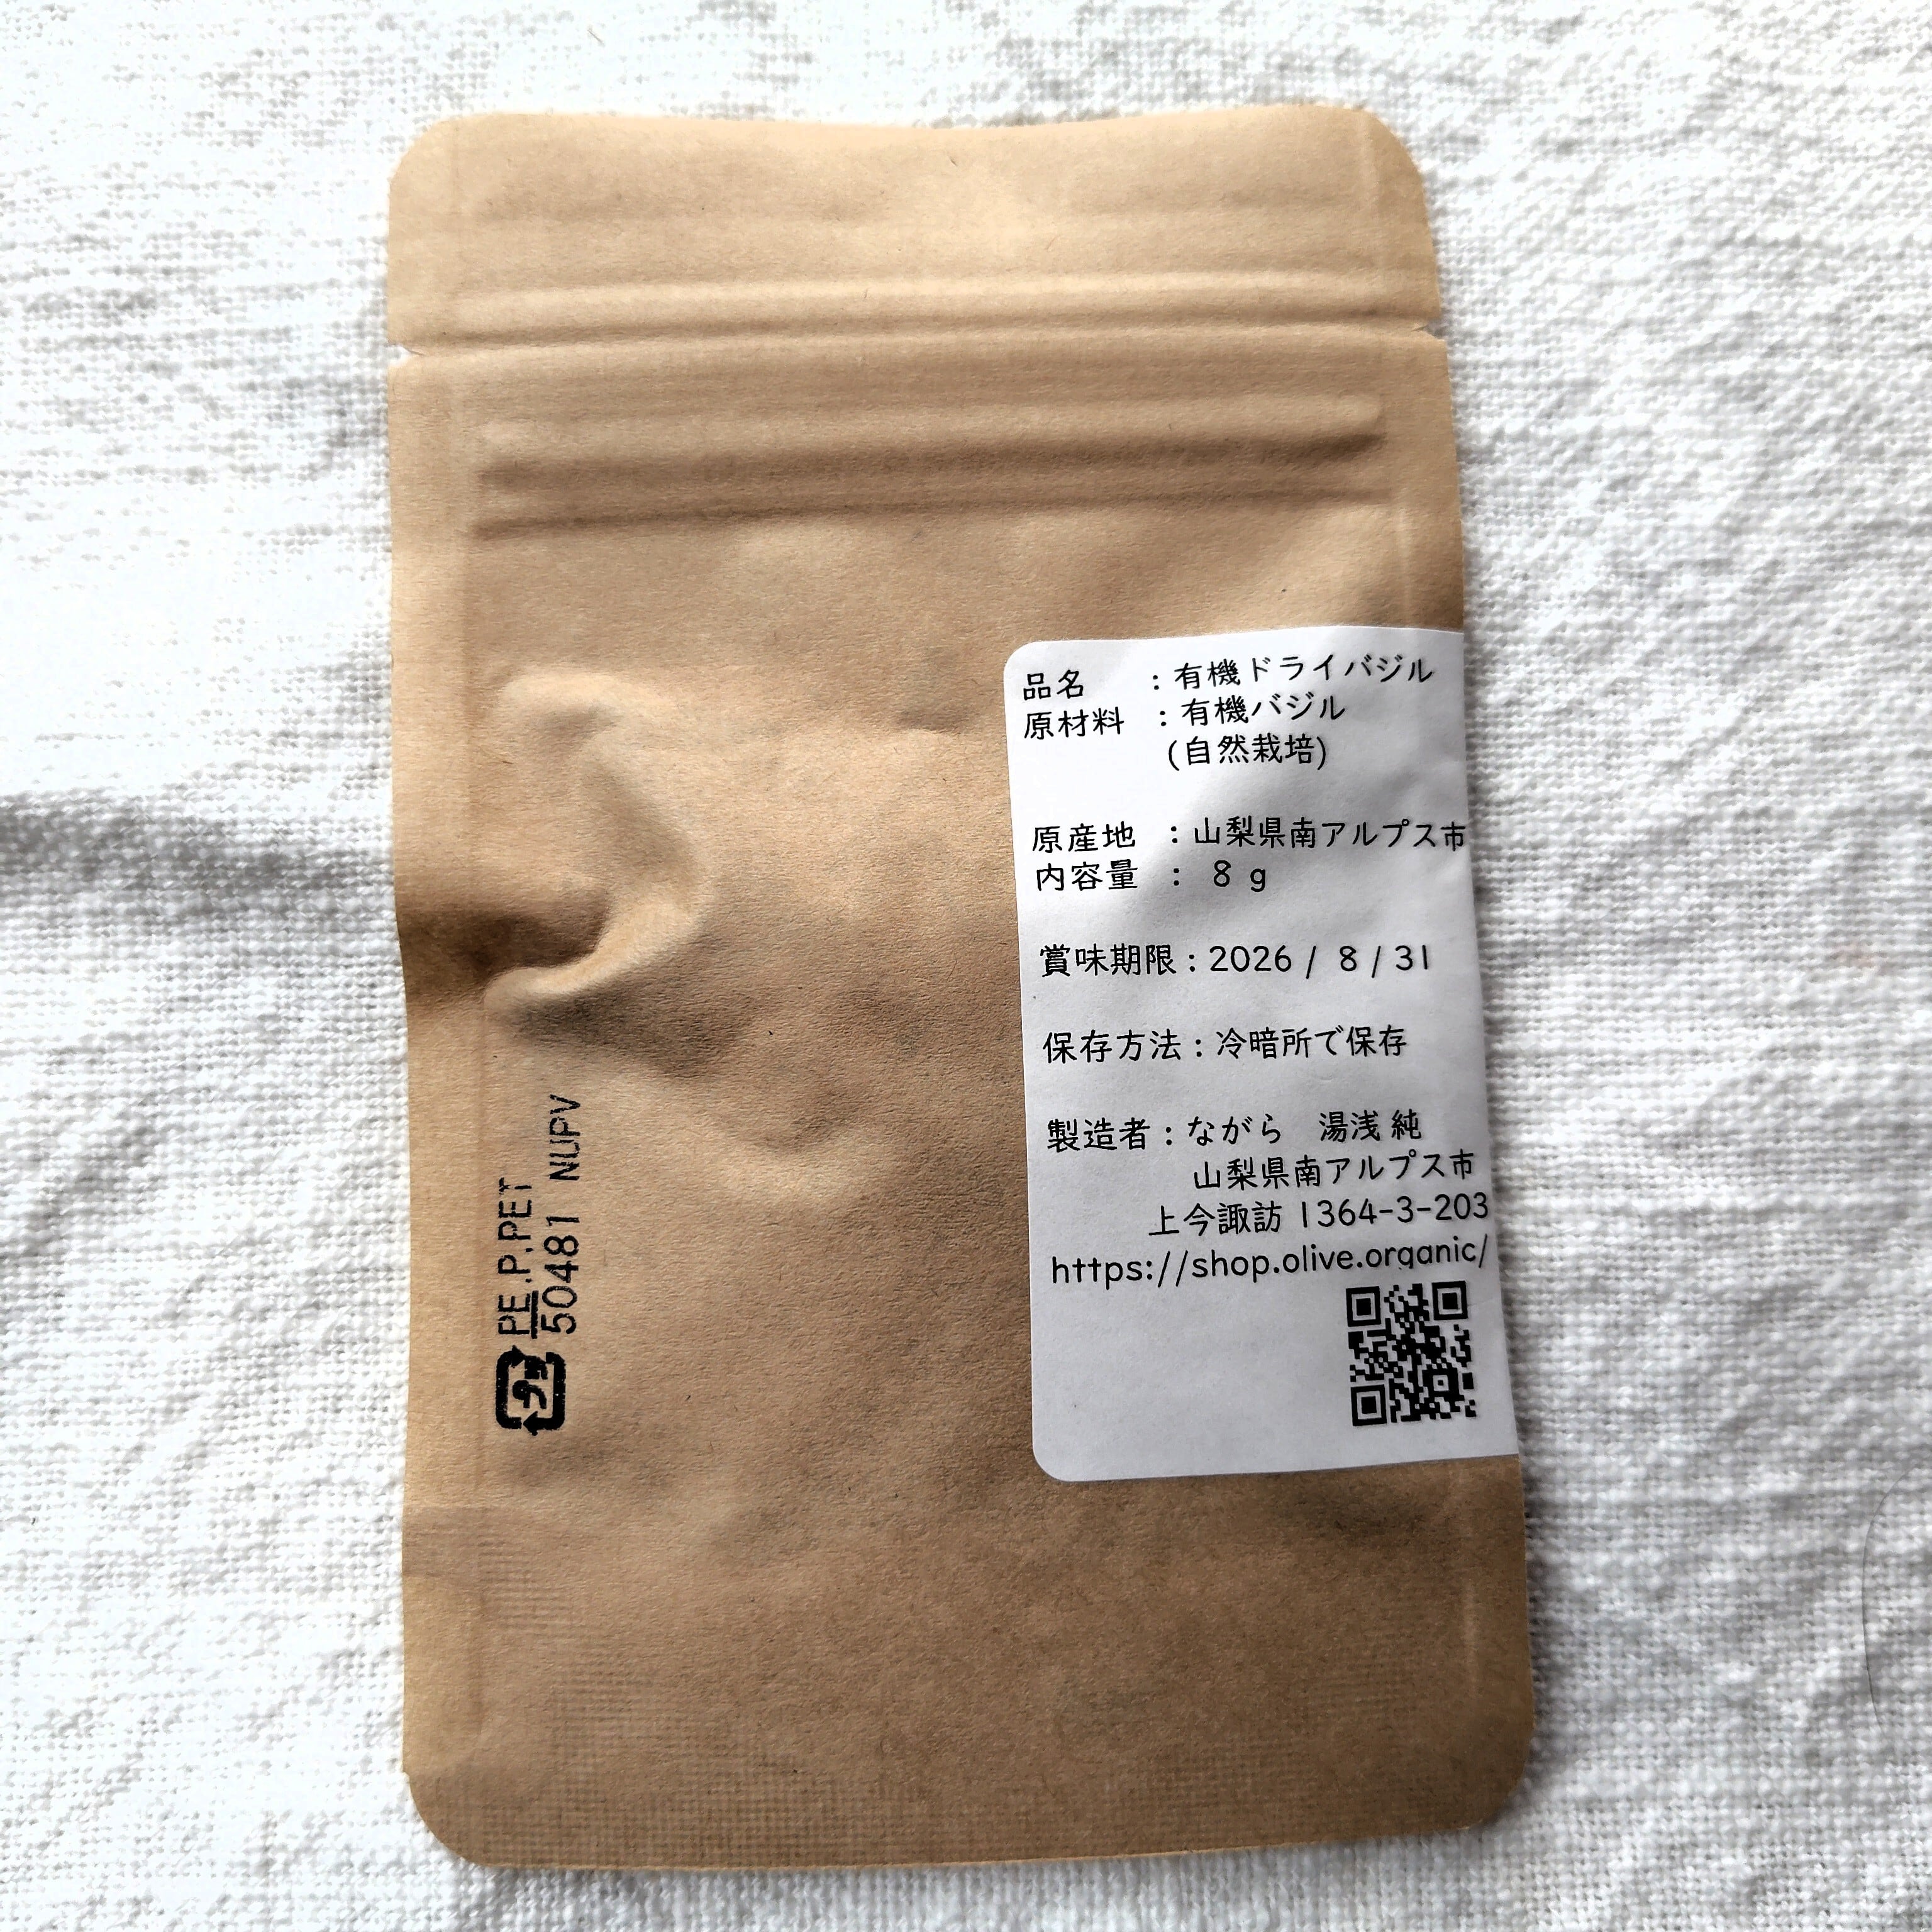 品名 : 有機ドライバジル
原材料 : 有機バジル
(自然栽培)
原産地 : 山梨県南アルプス市
内容量 : 8 g
賞味期限 : 2026 / 8 / 31
保存方法 : 冷暗所で保存
製造者 : ながら 湯浅 純
山梨県南アルプス市
上今諏訪 1364-3-203
https://shop.olive.organic/
プラ PE.P.PET
50481 NUPV